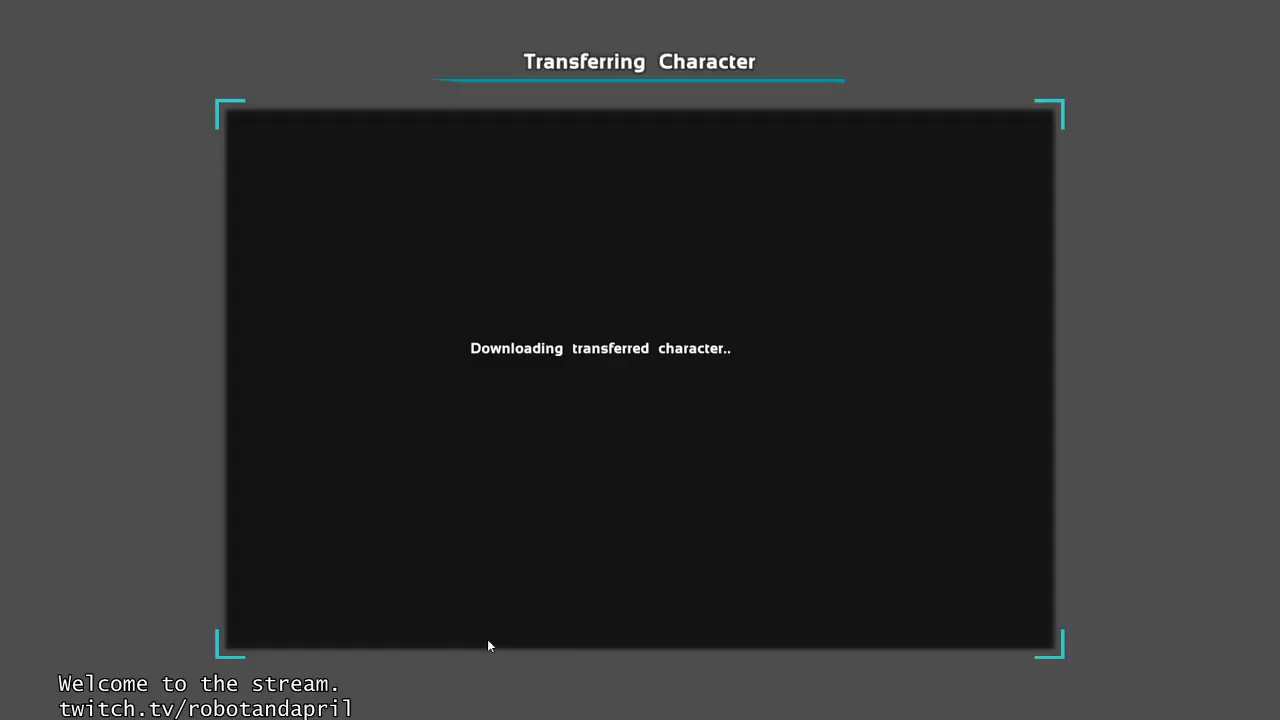 Transferring Character
Downloading transferred character..
Welcome to the stream.
twitch.tv/robotandapril